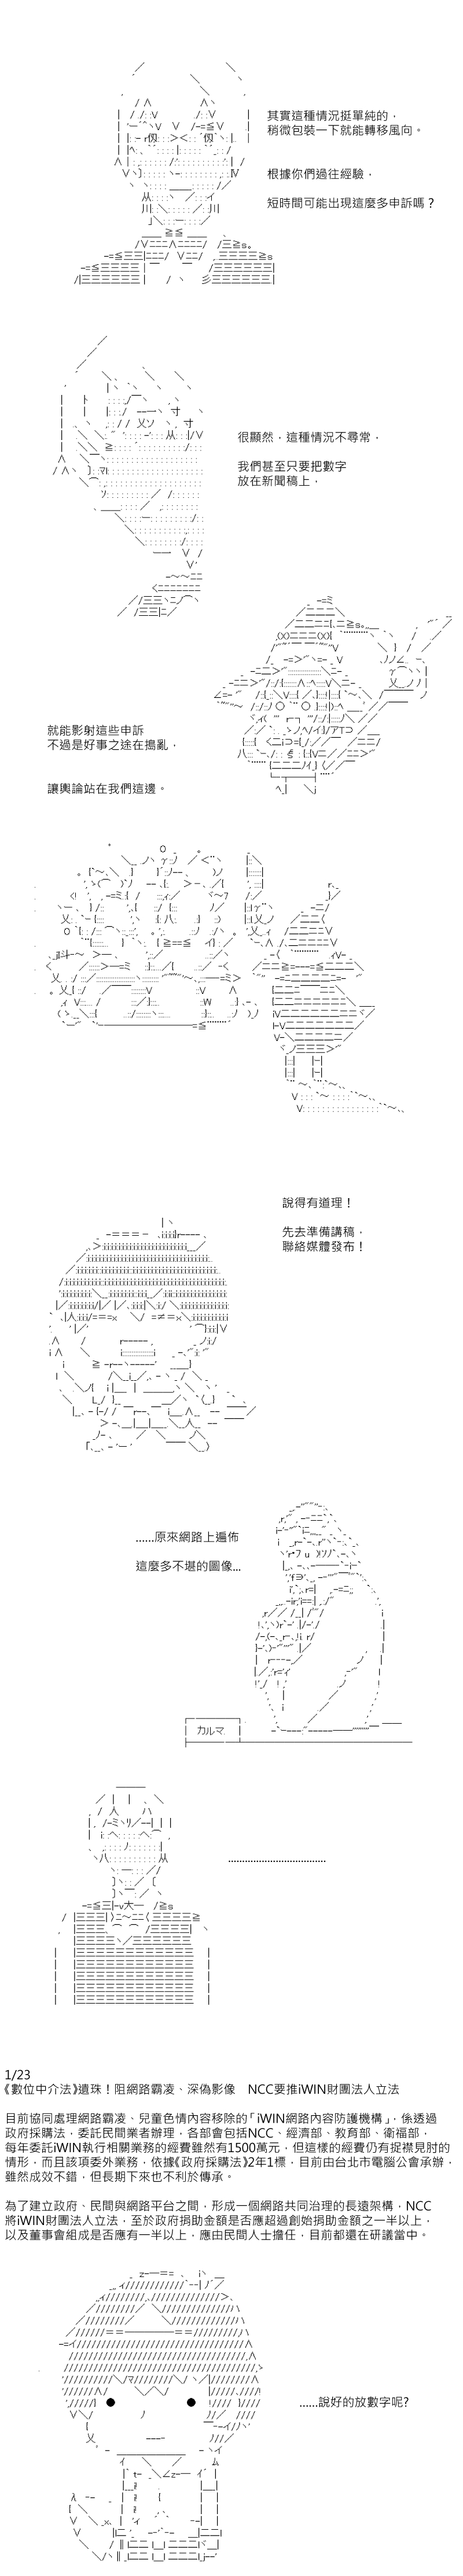 其實這種情況挺單純的，
稍微包裝一下就能轉移風向。
根據你們過往經驗，
短時間可能出現這麼多申訴嗎？
很顯然，這種情況不尋常，
我們甚至只要把數字
放在新聞稿上，
就能影射這些申訴
不過是好事之途在搗亂，
讓輿論站在我們這邊。
說得有道理！
先去準備講稿，
聯絡媒體發布！
......原來網路上遍佈
這麼多不堪的圖像...
カルマ.
....................................
1/23
《數位中介法》遺珠！阻網路霸凌、深偽影像　NCC要推iWIN財團法人立法
目前協同處理網路霸凌、兒童色情內容移除的「iWIN網路內容防護機構」，係透過
政府採購法，委託民間業者辦理，各部會包括NCC、經濟部、教育部、衛福部，
每年委託iWIN執行相關業務的經費雖然有1500萬元，但這樣的經費仍有捉襟見肘的
情形，而且該項委外業務，依據《政府採購法》2年1標，目前由台北市電腦公會承辦，
雖然成效不錯，但長期下來也不利於傳承。
為了建立政府、民間與網路平台之間，形成一個網路共同治理的長遠架構，NCC
將iWIN財團法人立法，至於政府捐助金額是否應超過創始捐助金額之一半以上，
以及董事會組成是否應有一半以上，應由民間人士擔任，目前都還在研議當中。
......說好的放數字呢?